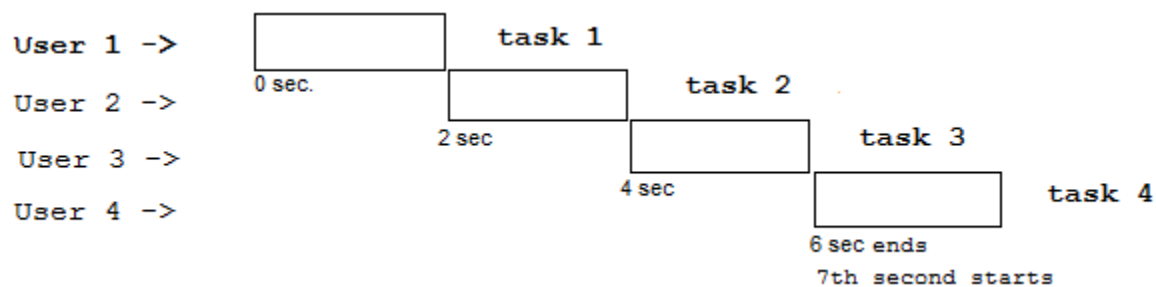 User 1 -> task 1
0 sec.
User 2 -> task 2
2 sec
User 3 -> task 3
4 sec
User 4 -> task 4
6 sec ends
7th second starts